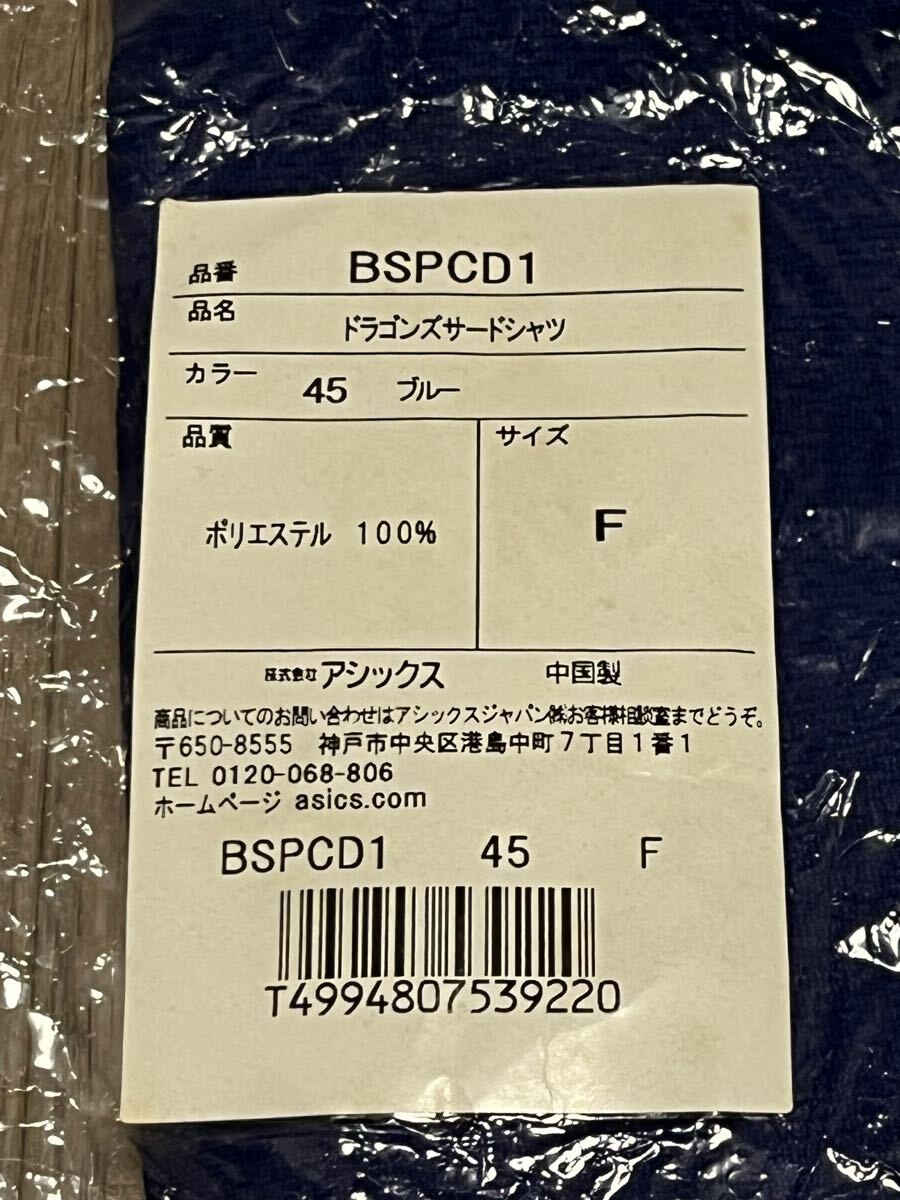 品番 BSPCD1
品名 ドラゴンズサードシャツ
カラー 45 ブルー
品質 サイズ
ポリエステル 100% F
株式会社 アシックス 中国製
商品についてのお問い合わせはアシックスジャパン㈱お客様相談室までどうぞ。
〒650-8555 神戸市中央区港島中町7丁目1番1
TEL 0120-068-806
ホームページ asics.com
BSPCD1 45 F
T4994807539220